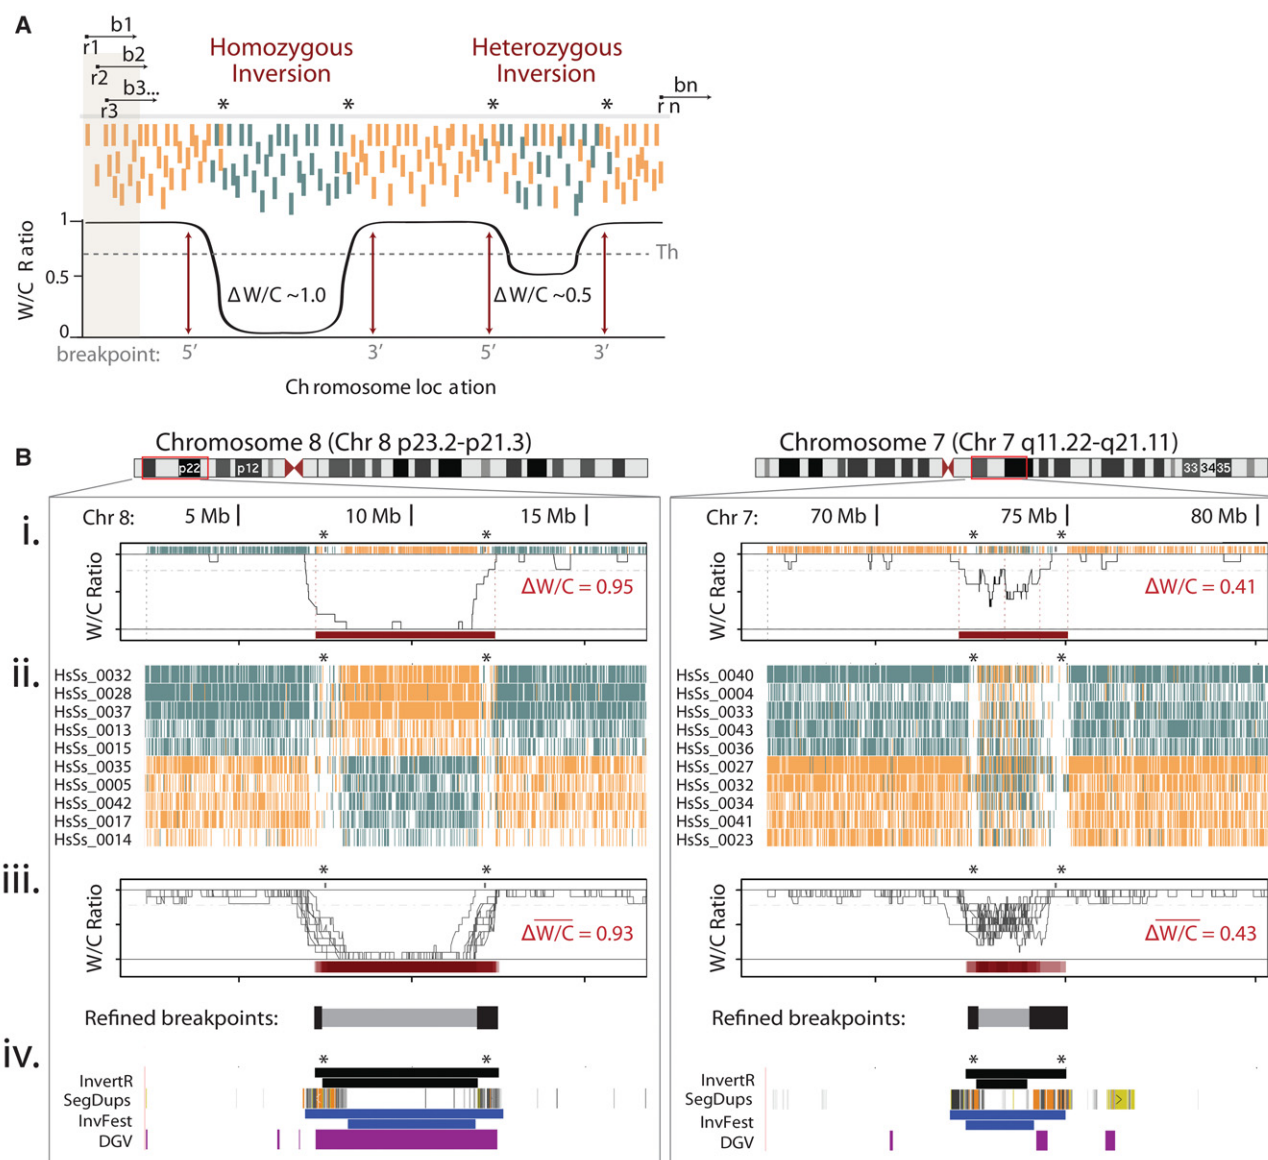 A
b1
r1
b2
r2
b3...
r3
Homozygous
Inversion
Heterozygous
Inversion
bn
r n
* * * *
W/C Ratio
1
0.5
0
Th
Δ W/C ~1.0
Δ W/C ~0.5
breakpoint: 5′ 3′ 5′ 3′
Chromosome loc ation
B
Chromosome 8 (Chr 8 p23.2-p21.3)
p22 p12
Chromosome 7 (Chr 7 q11.22-q21.11)
33 34 35
i.
Chr 8: 5 Mb 10 Mb 15 Mb
* *
W/C Ratio
ΔW/C = 0.95
Chr 7: 70 Mb 75 Mb 80 Mb
* *
W/C Ratio
ΔW/C = 0.41
ii.
* *
HsSs_0032
HsSs_0028
HsSs_0037
HsSs_0013
HsSs_0015
HsSs_0035
HsSs_0005
HsSs_0042
HsSs_0017
HsSs_0014
* *
HsSs_0040
HsSs_0004
HsSs_0033
HsSs_0043
HsSs_0036
HsSs_0027
HsSs_0032
HsSs_0034
HsSs_0041
HsSs_0023
iii.
* *
W/C Ratio
ΔW/C = 0.93
* *
W/C Ratio
ΔW/C = 0.43
Refined breakpoints:
Refined breakpoints:
iv.
* *
InvertR
SegDups
InvFest
DGV
* *
InvertR
SegDups
InvFest
DGV